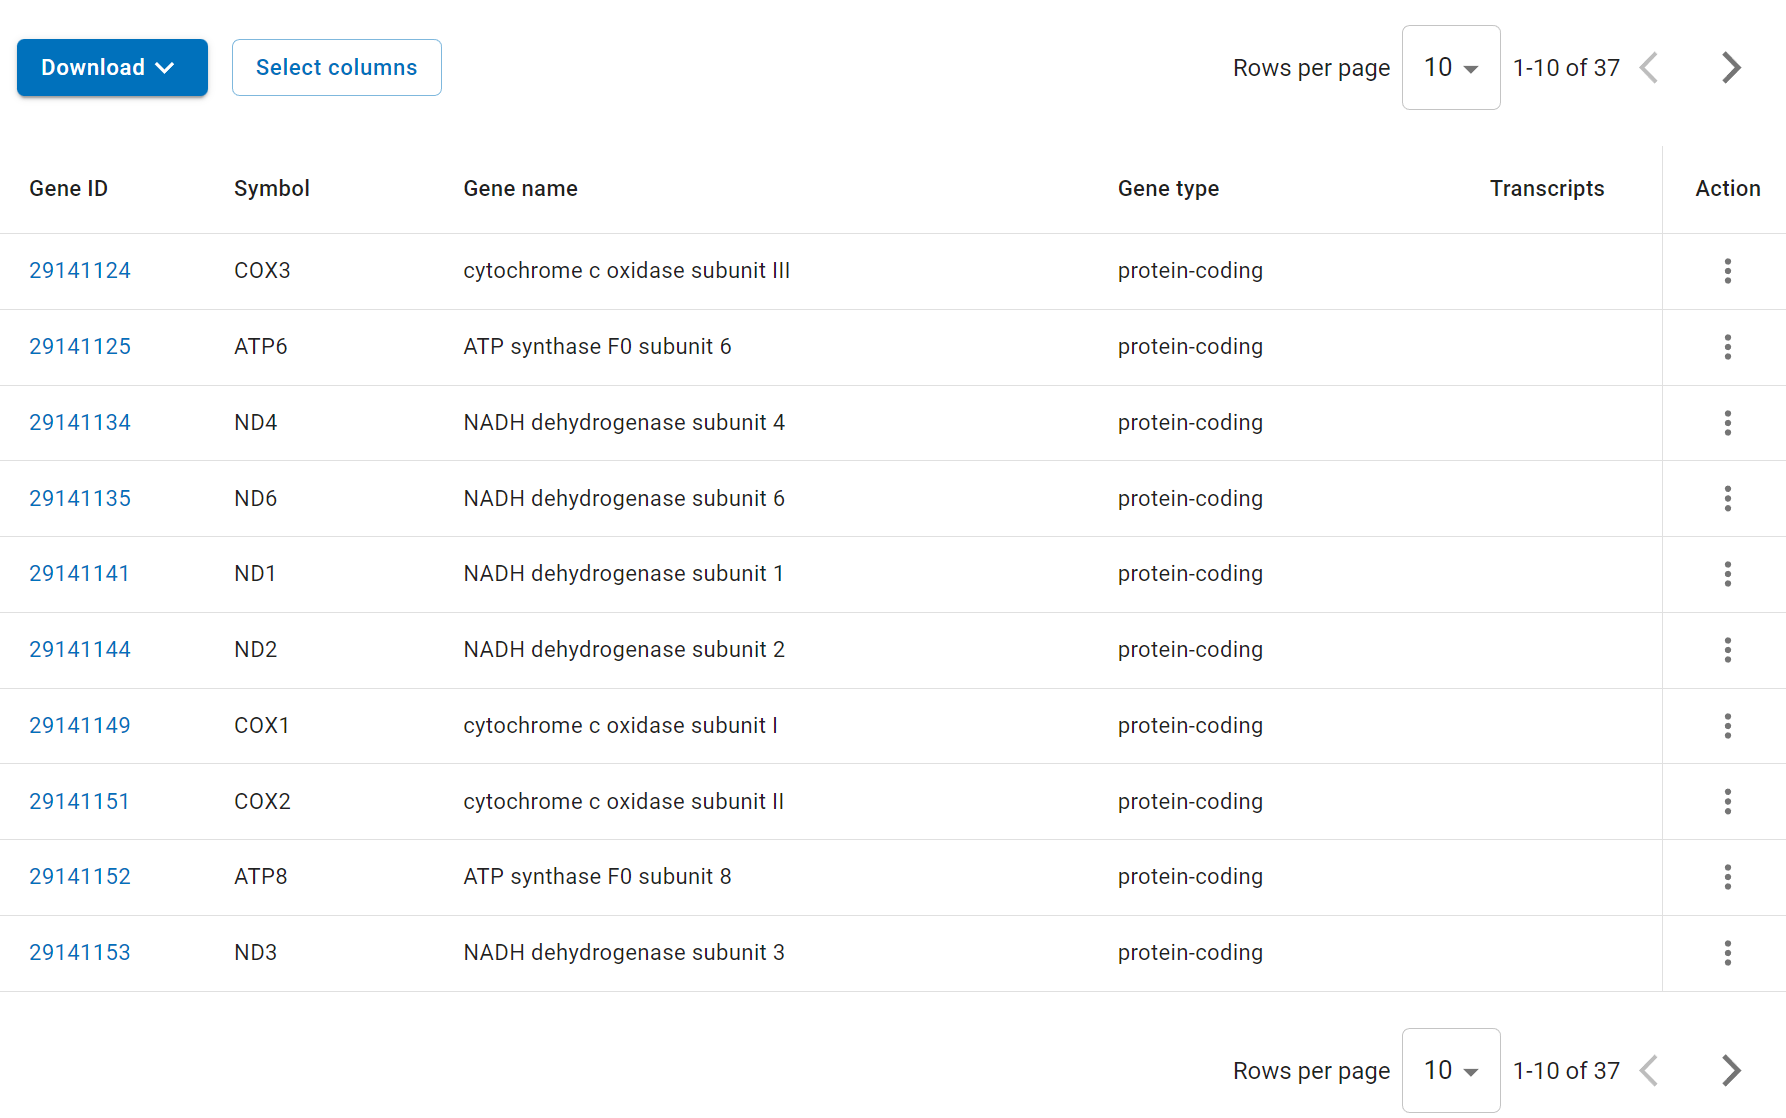 Download Select columns Rows per page 10 1-10 of 37
Gene ID Symbol Gene name Gene type Transcripts Action
29141124 COX3 cytochrome c oxidase subunit III protein-coding
29141125 ATP6 ATP synthase F0 subunit 6 protein-coding
29141134 ND4 NADH dehydrogenase subunit 4 protein-coding
29141135 ND6 NADH dehydrogenase subunit 6 protein-coding
29141141 ND1 NADH dehydrogenase subunit 1 protein-coding
29141144 ND2 NADH dehydrogenase subunit 2 protein-coding
29141149 COX1 cytochrome c oxidase subunit I protein-coding
29141151 COX2 cytochrome c oxidase subunit II protein-coding
29141152 ATP8 ATP synthase F0 subunit 8 protein-coding
29141153 ND3 NADH dehydrogenase subunit 3 protein-coding
Rows per page 10 1-10 of 37